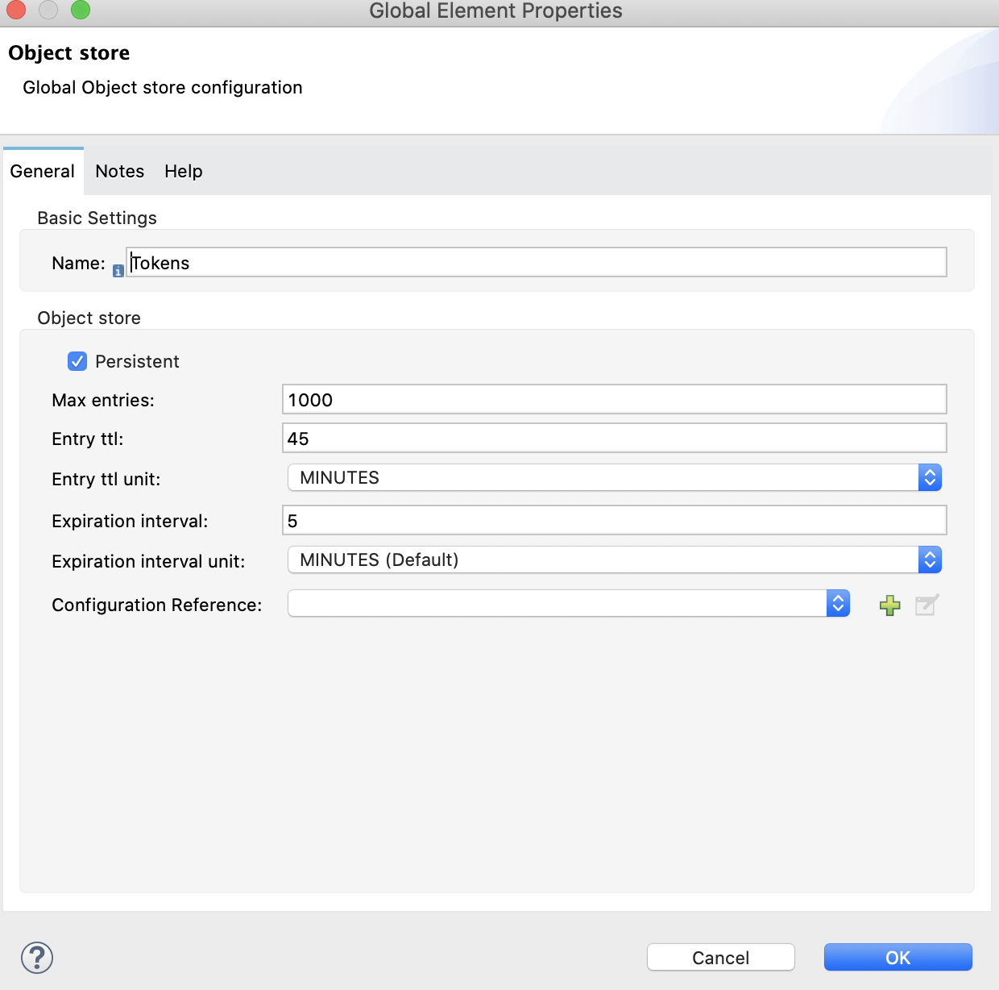 Global Element Properties
Object store
Global Object store configuration
General Notes Help
Basic Settings
Name: Tokens
Object store
Persistent
Max entries: 1000
Entry ttl: 45
Entry ttl unit: MINUTES
Expiration interval: 5
Expiration interval unit: MINUTES (Default)
Configuration Reference:
? Cancel OK